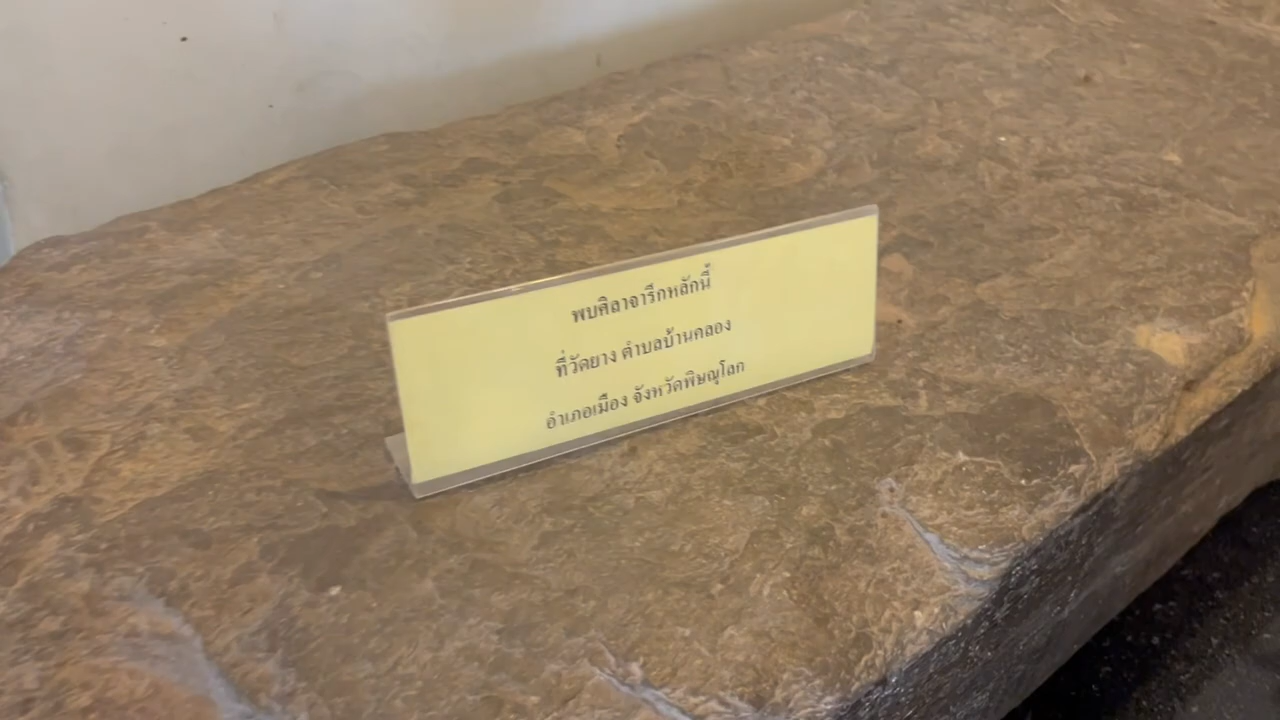 พบศิลาจารึกหลักนี้
ที่วัดยาง ตำบลบ้านคลอง
อำเภอเมือง จังหวัดพิษณุโลก